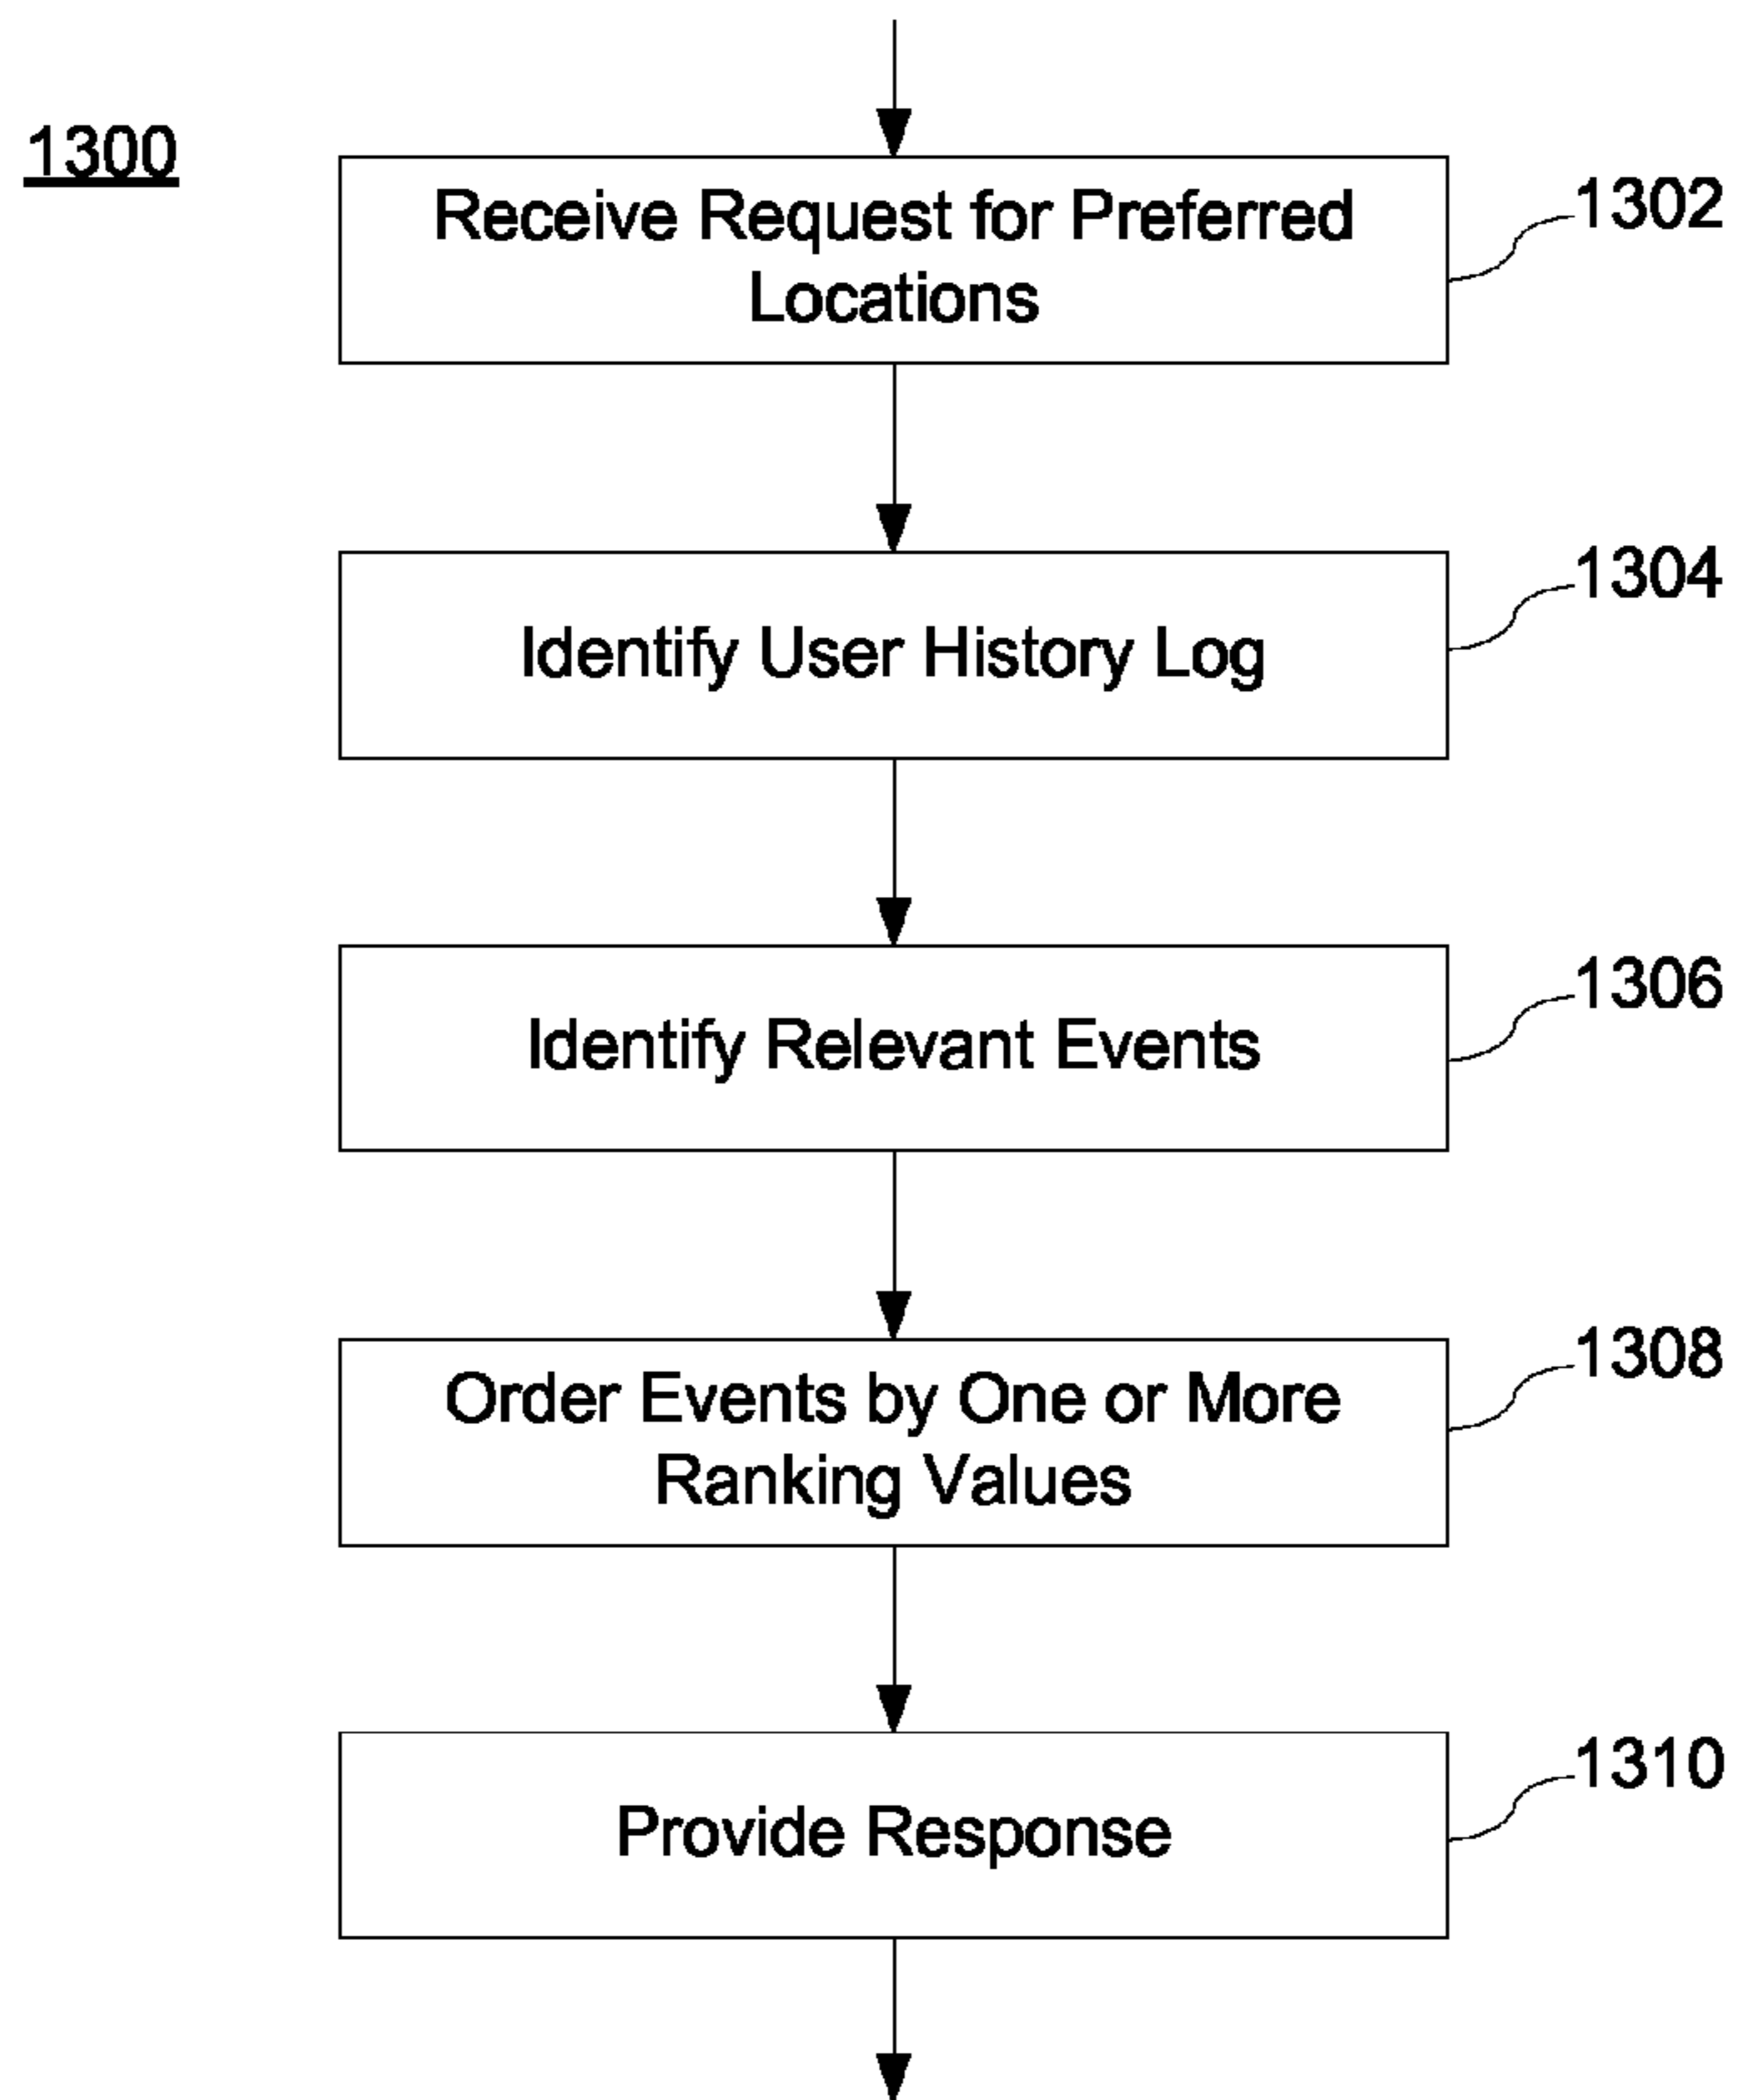 1300
Receive Request for Preferred
Locations
1302
Identify User History Log
1304
Identify Relevant Events
1306
Order Events by One or More
Ranking Values
1308
Provide Response
1310